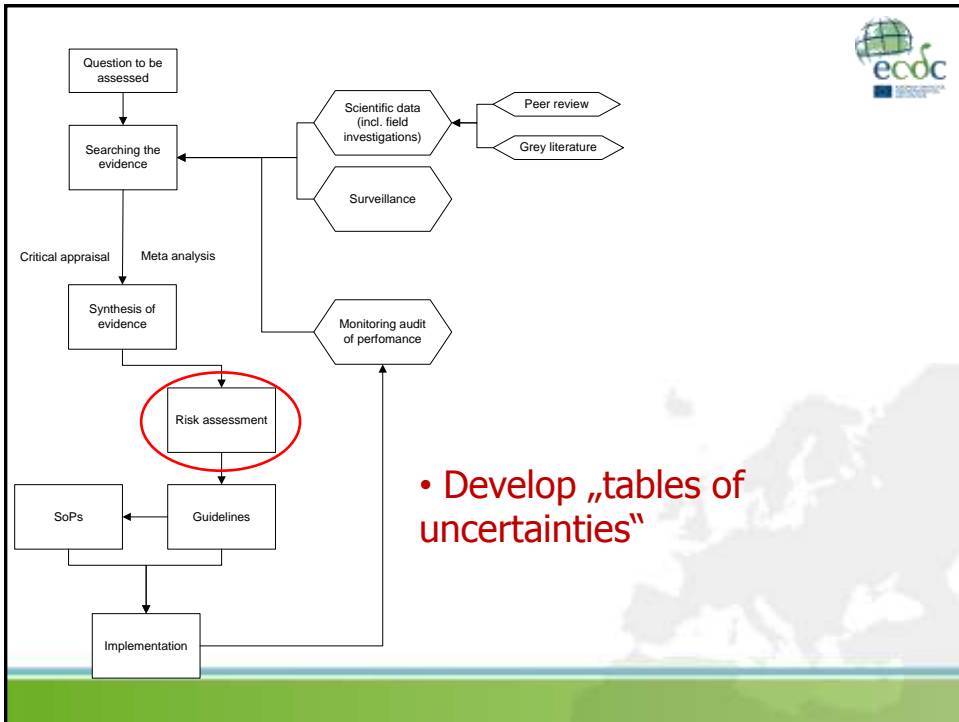 Question to be
assessed
ecdc
Scientific data
(incl. field
investigations)
Peer review
Grey literature
Searching the
evidence
Surveillance
Critical appraisal
Meta analysis
Synthesis of
evidence
Monitoring audit
of perfomance
Risk assessment
• Develop „tables of
uncertainties“
SoPs
Guidelines
Implementation